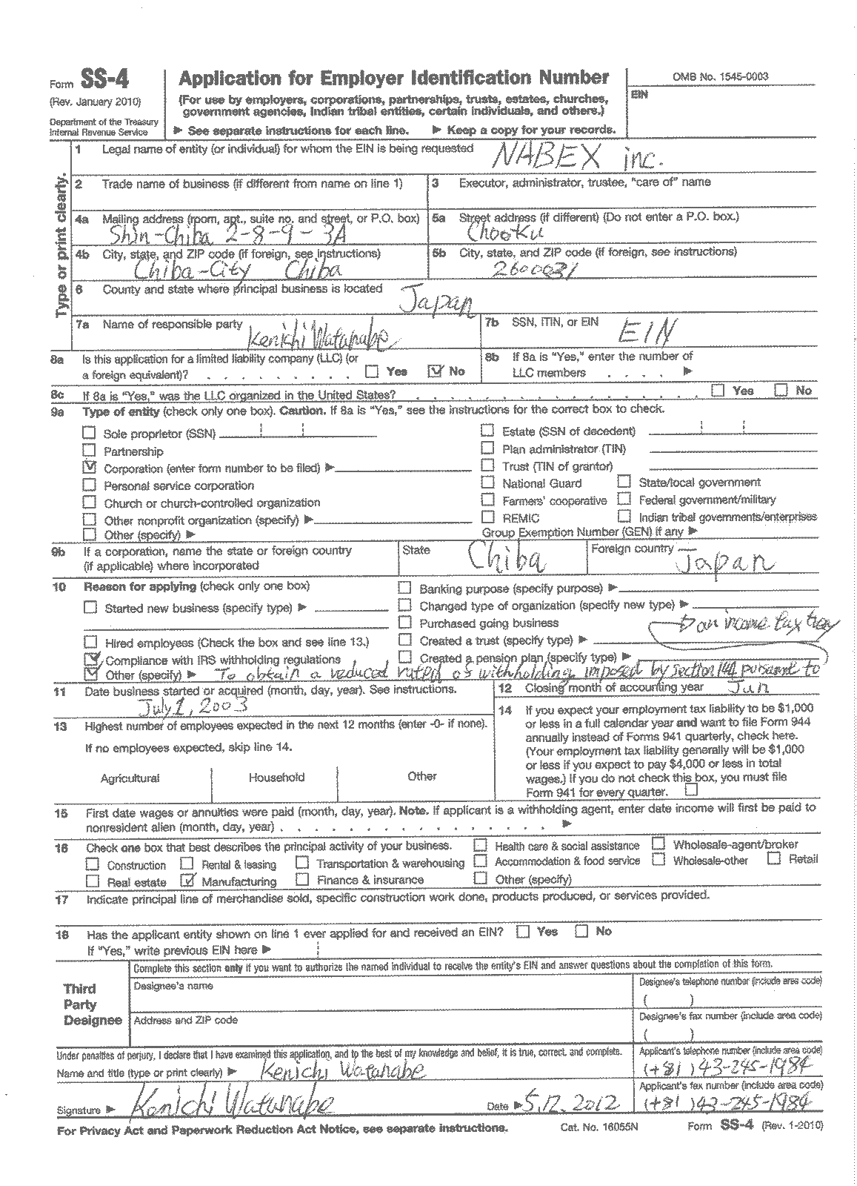 Form SS-4
(Rev. January 2010)
Department of the Treasury
Internal Revenue Service
Application for Employer Identification Number
(For use by employers, corporations, partnerships, trusts, estates, churches,
government agencies, Indian tribal entities, certain individuals, and others.)
▶ See separate instructions for each line. ▶ Keep a copy for your records.
OMB No. 1545-0003
EIN
Type or print clearly.
1 Legal name of entity (or individual) for whom the EIN is being requested NABEX inc.
2 Trade name of business (if different from name on line 1)
3 Executor, administrator, trustee, "care of" name
4a Mailing address (room, apt., suite no. and street, or P.O. box)
Shin-Chiba 2-8-9-3A
5a Street address (if different) (Do not enter a P.O. box.)
Chooku
4b City, state, and ZIP code (if foreign, see instructions)
Chiba-City Chiba
5b City, state, and ZIP code (if foreign, see instructions)
2600031
6 County and state where principal business is located
Japan
7a Name of responsible party
Kenichi Watanabe
7b SSN, ITIN, or EIN EIN
8a Is this application for a limited liability company (LLC) (or
a foreign equivalent)? . . . . . . . . Yes No
8b If 8a is "Yes," enter the number of
LLC members . . . . ▶
8c If 8a is "Yes," was the LLC organized in the United States? . . . . . . . . . . . . . . . . Yes No
9a Type of entity (check only one box). Caution. If 8a is "Yes," see the instructions for the correct box to check.
Sole proprietor (SSN)
Partnership
Corporation (enter form number to be filed) ▶
Personal service corporation
Church or church-controlled organization
Other nonprofit organization (specify) ▶
Other (specify) ▶
Estate (SSN of decedent)
Plan administrator (TIN)
Trust (TIN of grantor)
National Guard State/local government
Farmers' cooperative Federal government/military
REMIC Indian tribal governments/enterprises
Group Exemption Number (GEN) if any ▶
9b If a corporation, name the state or foreign country
(if applicable) where incorporated
State Chiba
Foreign country Japan
10 Reason for applying (check only one box)
Started new business (specify type) ▶
Hired employees (Check the box and see line 13.)
Compliance with IRS withholding regulations
Banking purpose (specify purpose) ▶
Changed type of organization (specify new type) ▶
Purchased going business
Created a trust (specify type) ▶
Created a pension plan (specify type) ▶
an income tax
Other (specify) ▶ To obtain a reduced of withholding imposed by section pursuant to
11 Date business started or acquired (month, day, year). See instructions.
July 1, 2003
12 Closing month of accounting year Jun
13 Highest number of employees expected in the next 12 months (enter -0- if none).
If no employees expected, skip line 14.
Agricultural Household Other
14 If you expect your employment tax liability to be $1,000
or less in a full calendar year and want to file Form 944
annually instead of Forms 941 quarterly, check here.
(Your employment tax liability generally will be $1,000
or less if you expect to pay $4,000 or less in total
wages.) If you do not check this box, you must file
Form 941 for every quarter.
15 First date wages or annuities were paid (month, day, year). Note. If applicant is a withholding agent, enter date income will first be paid to
nonresident alien (month, day, year) . . . . . . . . . . . . . . . . ▶
16 Check one box that best describes the principal activity of your business.
Construction Rental & leasing Transportation & warehousing
Real estate Manufacturing Finance & insurance
Health care & social assistance Wholesale-agent/broker
Accommodation & food service Wholesale-other Retail
Other (specify)
17 Indicate principal line of merchandise sold, specific construction work done, products produced, or services provided.
18 Has the applicant entity shown on line 1 ever applied for and received an EIN? Yes No
If "Yes," write previous EIN here ▶
Third
Party
Designee
Complete this section only if you want to authorize the named individual to receive the entity's EIN and answer questions about the completion of this form.
Designee's name
Designee's telephone number (include area code)
( )
Address and ZIP code
Designee's fax number (include area code)
( )
Under penalties of perjury, I declare that I have examined this application, and to the best of my knowledge and belief, it is true, correct, and complete.
Name and title (type or print clearly) ▶ Kenichi Watanabe
Applicant's telephone number (include area code)
(+81 )43-245-1984
Signature ▶ Kenichi Watanabe Date ▶ 5,17,2012
Applicant's fax number (include area code)
(+81 )43-245-1984
For Privacy Act and Paperwork Reduction Act Notice, see separate instructions. Cat. No. 16055N Form SS-4 (Rev. 1-2010)